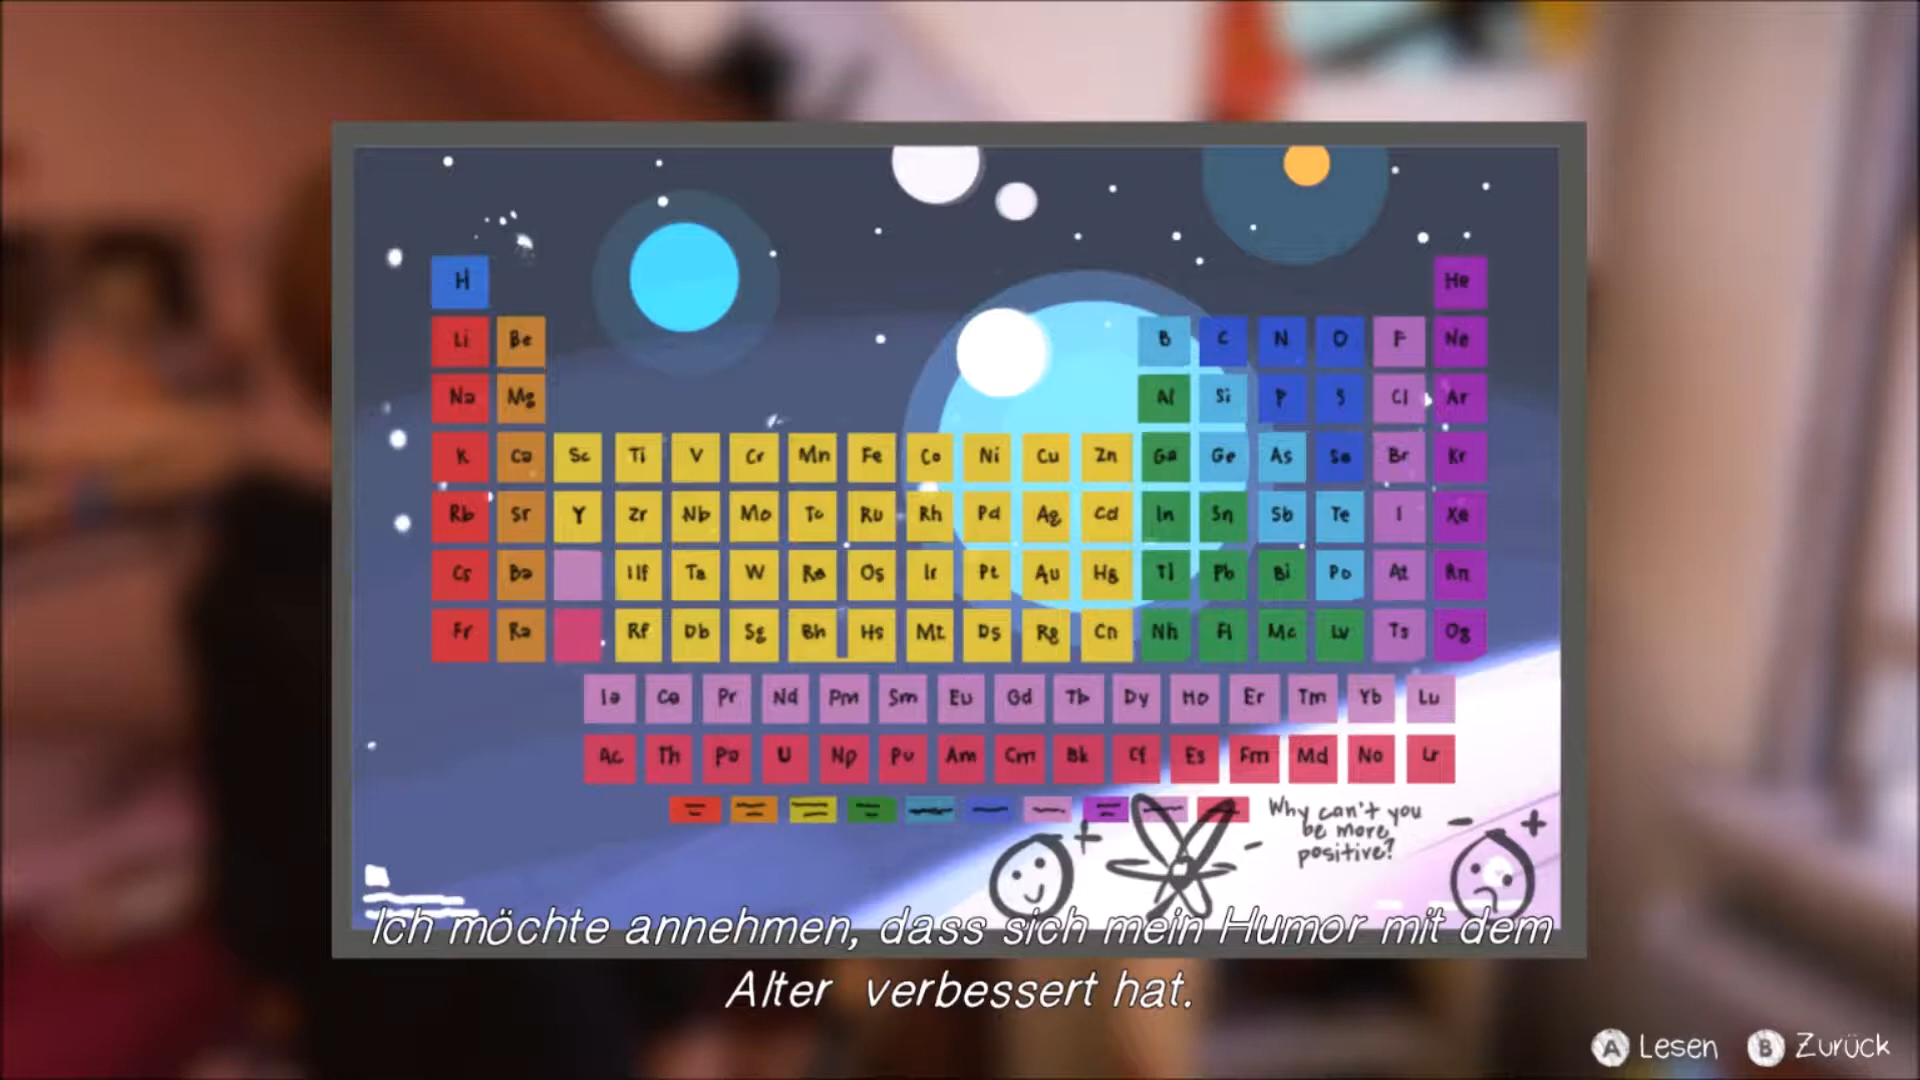 H He
Li Be B C N O F Ne
Na Mg Al Si P S Cl Ar
K Ca Sc Ti V Cr Mn Fe Co Ni Cu Zn Ga Ge As Se Br Kr
Rb Sr Y Zr Nb Mo Tc Ru Rh Pd Ag Cd In Sn Sb Te I Xe
Cs Ba Hf Ta W Re Os Ir Pt Au Hg Tl Pb Bi Po At Rn
Fr Ra Rf Db Sg Bh Hs Mt Ds Rg Cn Nh Fl Mc Lv Ts Og
La Ce Pr Nd Pm Sm Eu Gd Tb Dy Ho Er Tm Yb Lu
Ac Th Pa U Np Pu Am Cm Bk Cf Es Fm Md No Lr
Why can't you
be more
positive?
+ - - +
Ich möchte annehmen, dass sich mein Humor mit dem
Alter verbessert hat.
A Lesen B Zurück